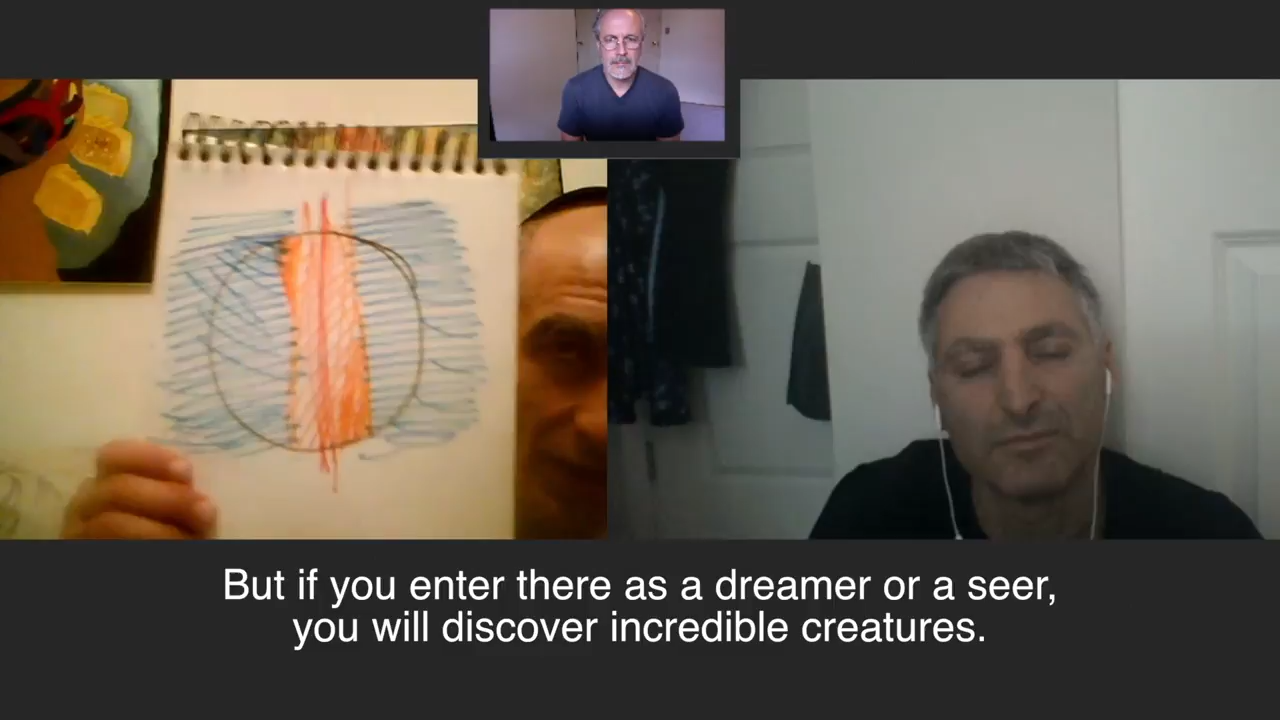 But if you enter there as a dreamer or a seer,
you will discover incredible creatures.